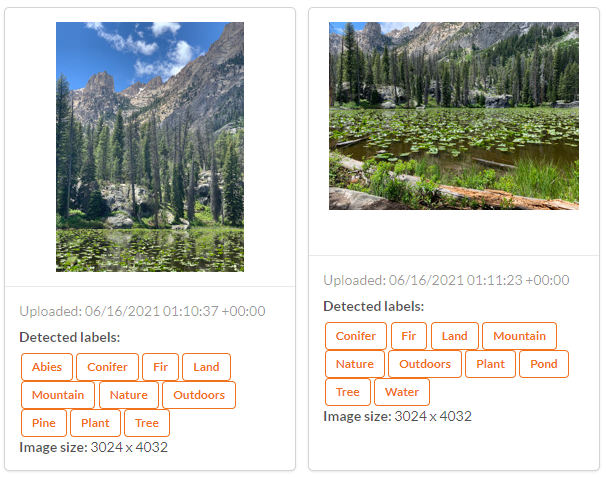 Uploaded: 06/16/2021 01:10:37 +00:00
Detected labels:
Abies Conifer Fir Land
Mountain Nature Outdoors
Pine Plant Tree
Image size: 3024 x 4032
Uploaded: 06/16/2021 01:11:23 +00:00
Detected labels:
Conifer Fir Land Mountain
Nature Outdoors Plant Pond
Tree Water
Image size: 3024 x 4032